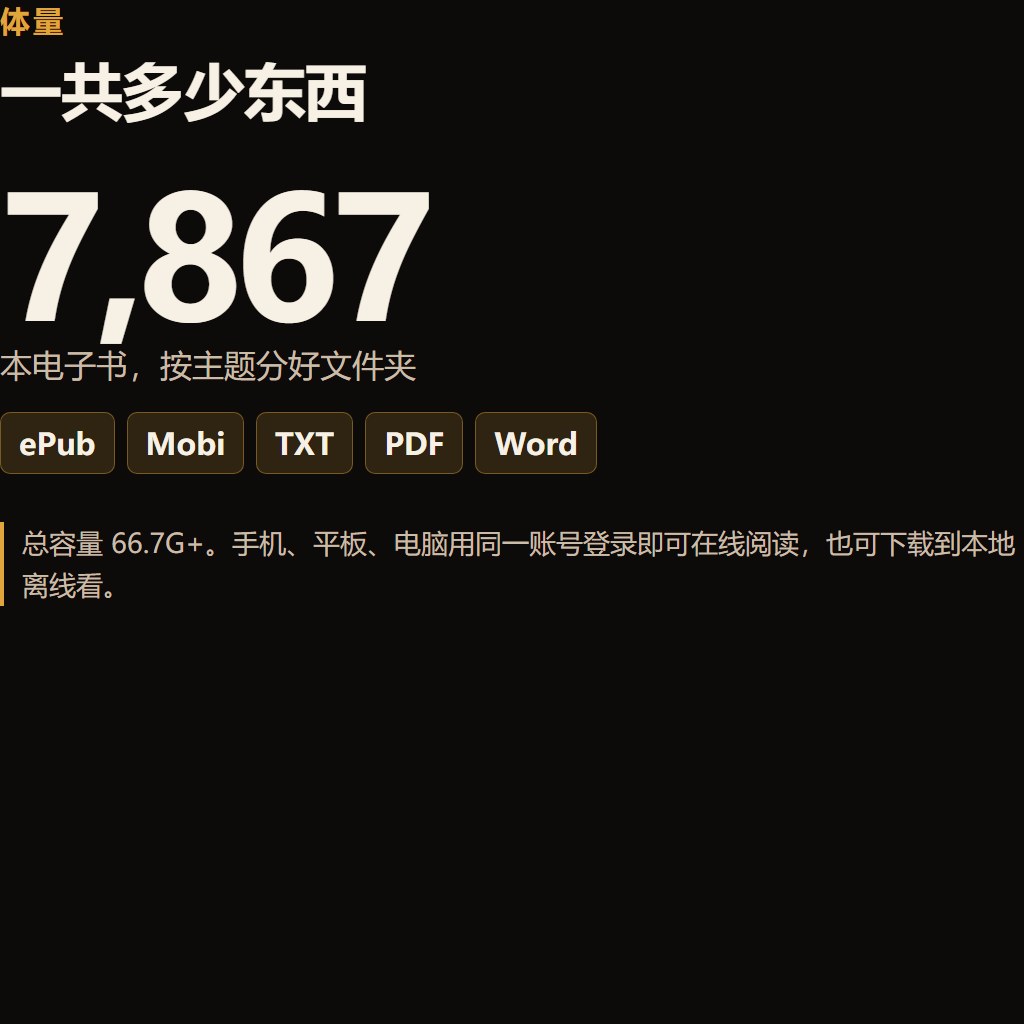 体量
一共多少东西
7,867
本电子书，按主题分好文件夹
ePub Mobi TXT PDF Word
总容量 66.7G+。手机、平板、电脑用同一账号登录即可在线阅读，也可下载到本地
离线看。